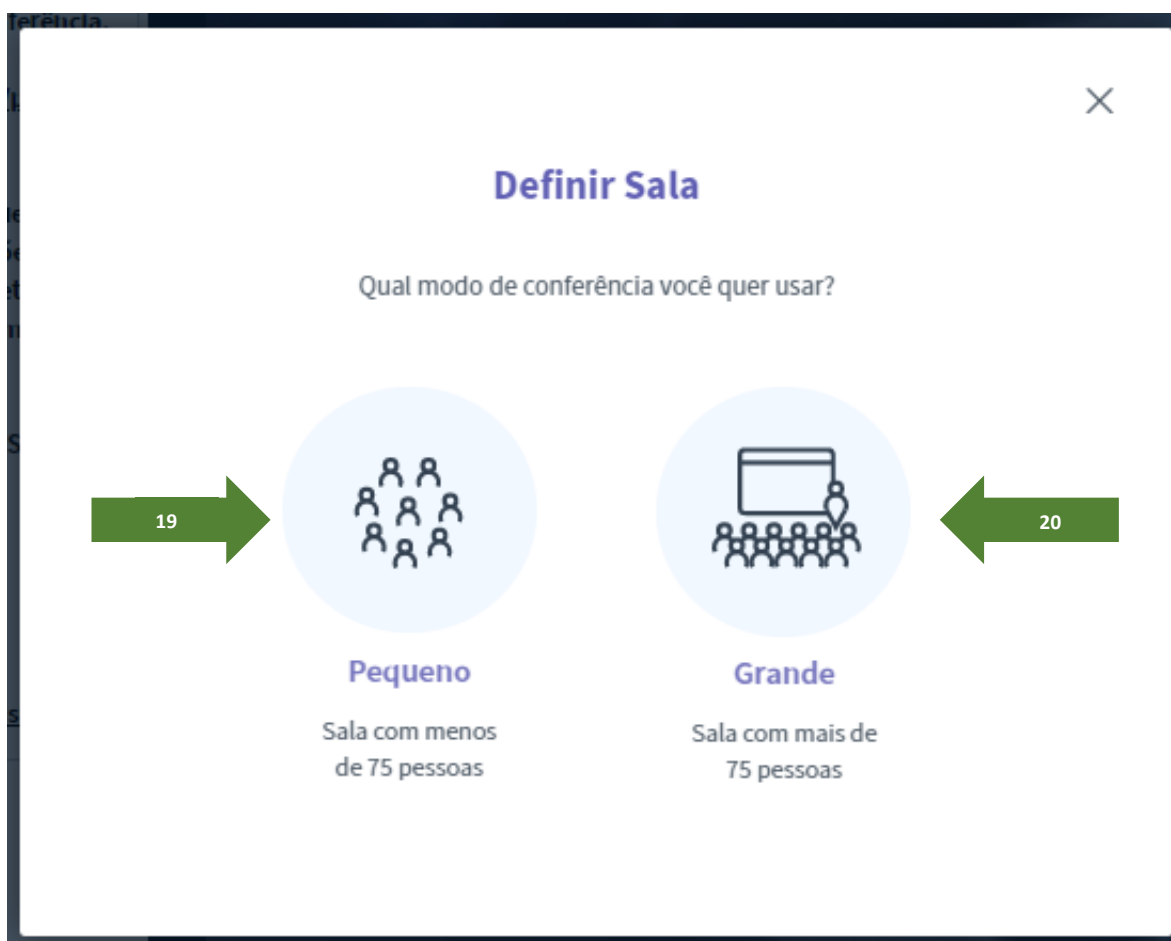 ferência.
Definir Sala
Qual modo de conferência você quer usar?
19
20
Pequeno
Grande
Sala com menos
de 75 pessoas
Sala com mais de
75 pessoas